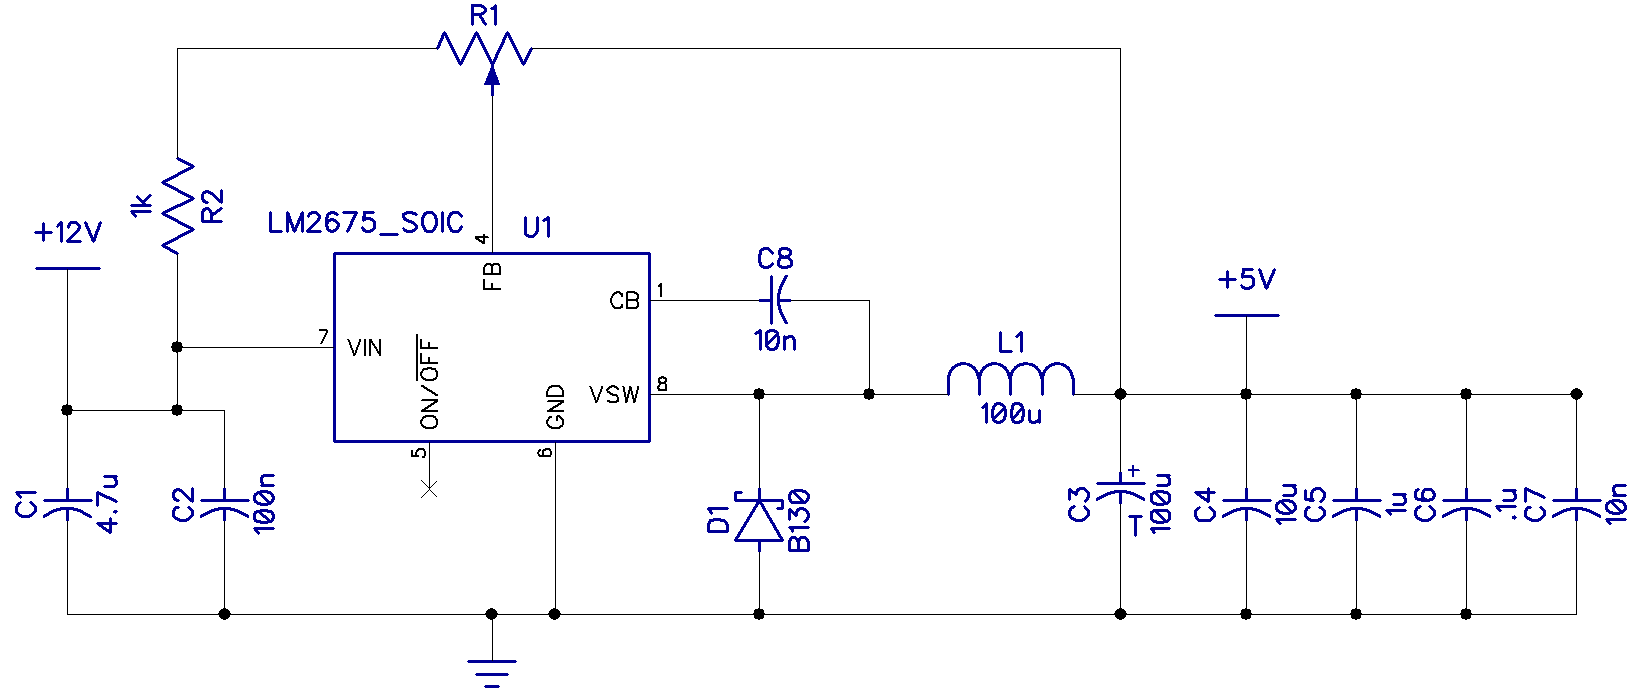 R1
1k
R2
+12V
LM2675_SOIC
U1
4
FB
7
VIN
ON/OFF
5
GND
6
CB
1
VSW
8
C8
10n
L1
100u
+5V
C1
4.7u
C2
100n
D1
B130
C3
+
T
100u
C4
10u
C5
1u
C6
.1u
C7
10n